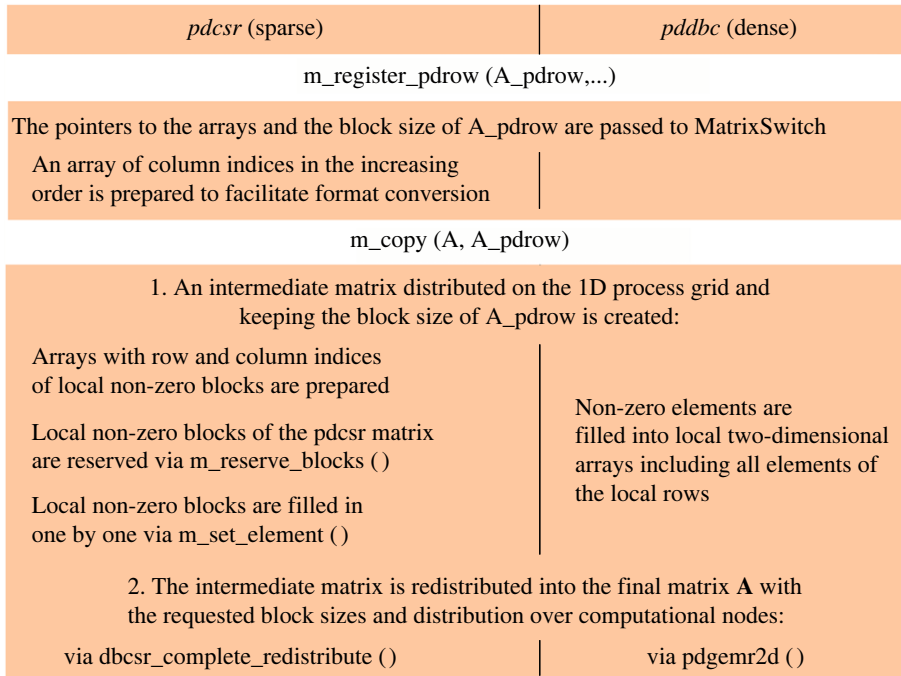 pdcsr (sparse)
pddbc (dense)
m_register_pdrow (A_pdrow,...)
The pointers to the arrays and the block size of A_pdrow are passed to MatrixSwitch
An array of column indices in the increasing
order is prepared to facilitate format conversion
m_copy (A, A_pdrow)
1. An intermediate matrix distributed on the 1D process grid and
keeping the block size of A_pdrow is created:
Arrays with row and column indices
of local non-zero blocks are prepared
Local non-zero blocks of the pdcsr matrix
are reserved via m_reserve_blocks ()
Local non-zero blocks are filled in
one by one via m_set_element ()
Non-zero elements are
filled into local two-dimensional
arrays including all elements of
the local rows
2. The intermediate matrix is redistributed into the final matrix A with
the requested block sizes and distribution over computational nodes:
via dbcsr_complete_redistribute ()
via pdgemr2d ()